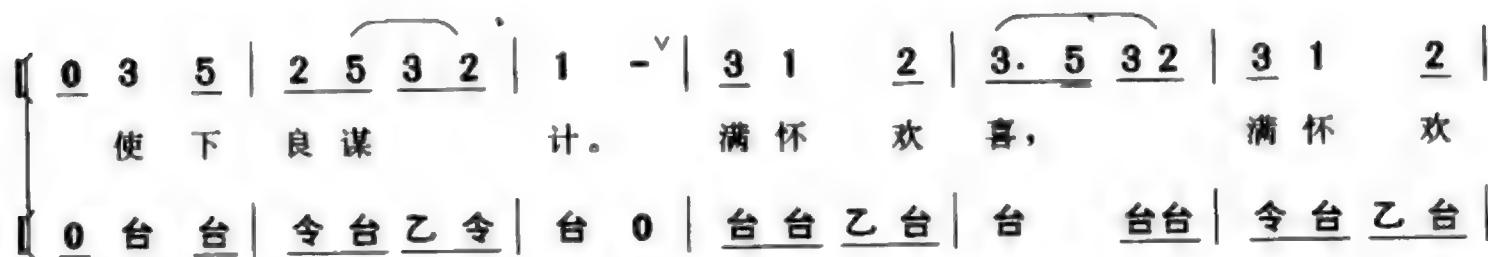 0 3 5 | 2 5 3 2 | 1 -ᵛ | 3 1 2 | 3. 5 3 2 | 3 1 2 |
使 下 良 谋 计。 满 怀 欢 喜, 满 怀 欢
0 台 台 | 令 台 乙 令 | 台 0 | 台 台 乙 台 | 台 台台 | 令 台 乙 台 |